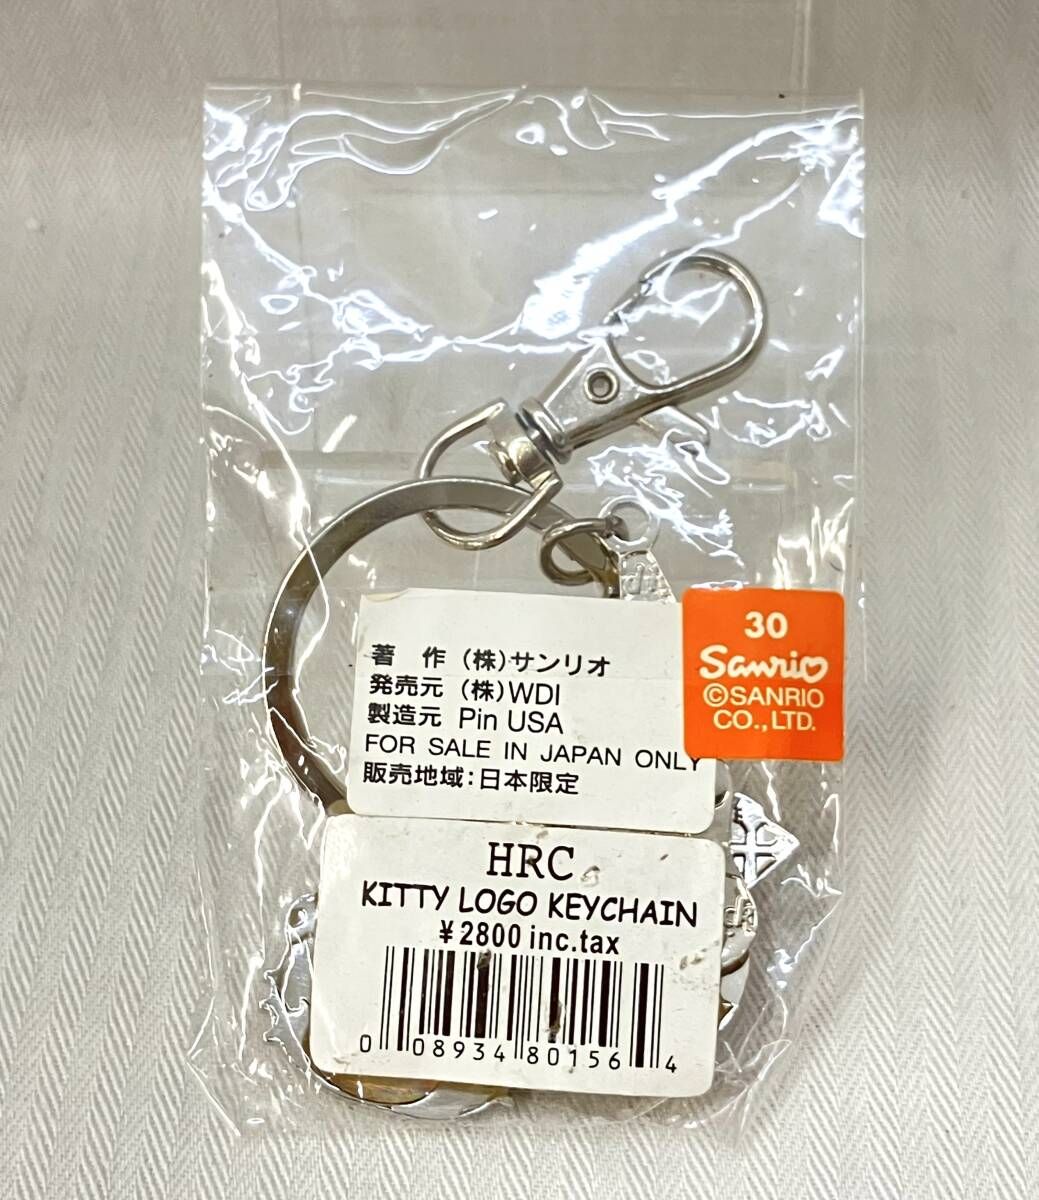 著 作 (株)サンリオ
発売元 (株)WDI
製造元 Pin USA
FOR SALE IN JAPAN ONLY
販売地域:日本限定
30
Sanrio
©SANRIO
CO.,LTD.
HRC
KITTY LOGO KEYCHAIN
¥2800 inc.tax
0 08934 80156 4